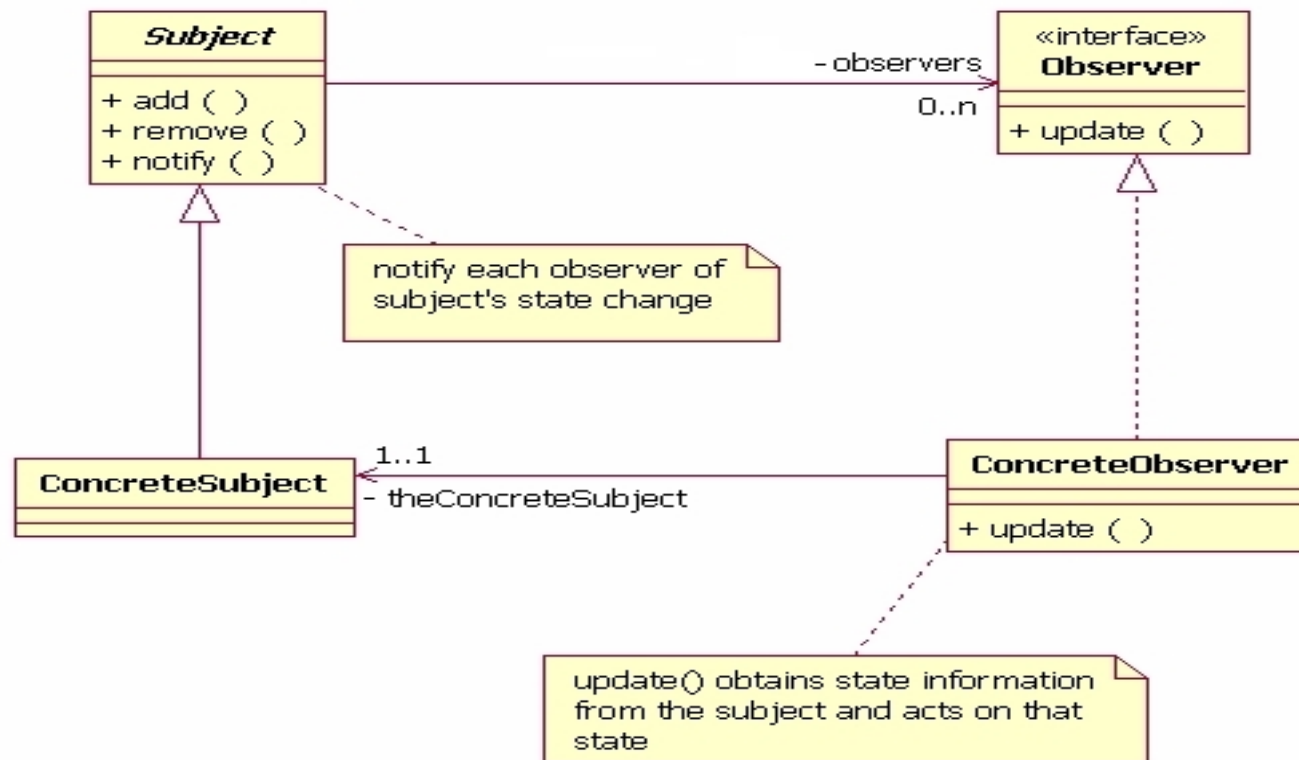 Subject
+ add ( )
+ remove ( )
+ notify ( )
- observers
0..n
«interface»
Observer
+ update ( )
notify each observer of
subject's state change
ConcreteSubject
1..1
- theConcreteSubject
ConcreteObserver
+ update ( )
update() obtains state information
from the subject and acts on that
state